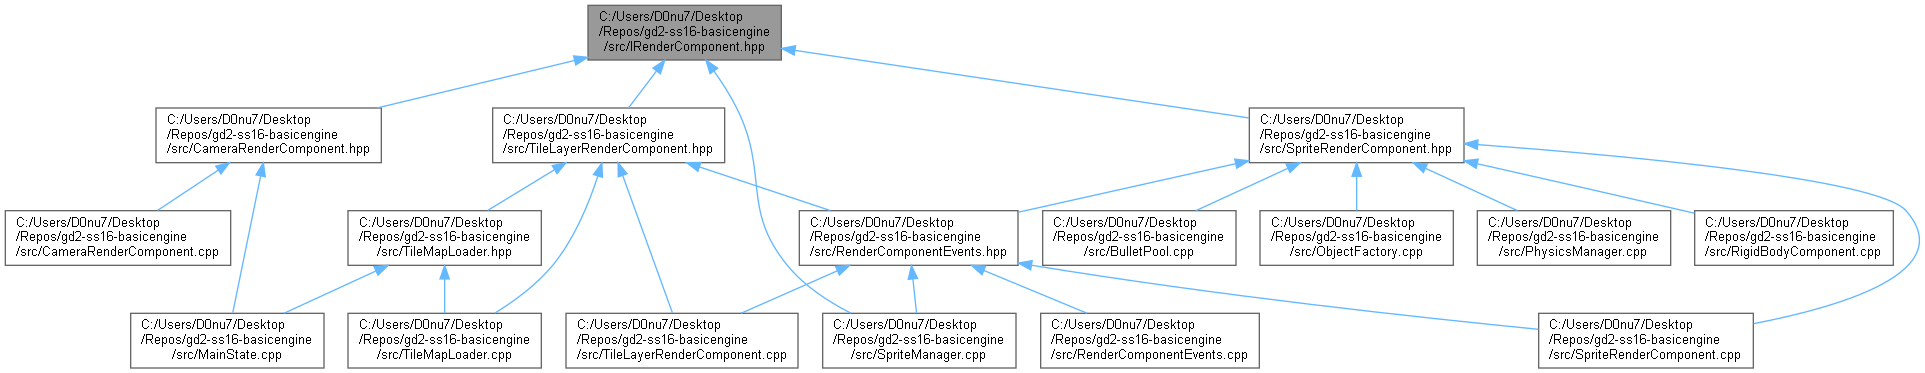 C:/Users/D0nu7/Desktop
/Repos/gd2-ss16-basicengine
/src/IRenderComponent.hpp
C:/Users/D0nu7/Desktop
/Repos/gd2-ss16-basicengine
/src/CameraRenderComponent.hpp
C:/Users/D0nu7/Desktop
/Repos/gd2-ss16-basicengine
/src/TileLayerRenderComponent.hpp
C:/Users/D0nu7/Desktop
/Repos/gd2-ss16-basicengine
/src/SpriteRenderComponent.hpp
C:/Users/D0nu7/Desktop
/Repos/gd2-ss16-basicengine
/src/CameraRenderComponent.cpp
C:/Users/D0nu7/Desktop
/Repos/gd2-ss16-basicengine
/src/TileMapLoader.hpp
C:/Users/D0nu7/Desktop
/Repos/gd2-ss16-basicengine
/src/RenderComponentEvents.hpp
C:/Users/D0nu7/Desktop
/Repos/gd2-ss16-basicengine
/src/BulletPool.cpp
C:/Users/D0nu7/Desktop
/Repos/gd2-ss16-basicengine
/src/ObjectFactory.cpp
C:/Users/D0nu7/Desktop
/Repos/gd2-ss16-basicengine
/src/PhysicsManager.cpp
C:/Users/D0nu7/Desktop
/Repos/gd2-ss16-basicengine
/src/RigidBodyComponent.cpp
C:/Users/D0nu7/Desktop
/Repos/gd2-ss16-basicengine
/src/MainState.cpp
C:/Users/D0nu7/Desktop
/Repos/gd2-ss16-basicengine
/src/TileMapLoader.cpp
C:/Users/D0nu7/Desktop
/Repos/gd2-ss16-basicengine
/src/TileLayerRenderComponent.cpp
C:/Users/D0nu7/Desktop
/Repos/gd2-ss16-basicengine
/src/SpriteManager.cpp
C:/Users/D0nu7/Desktop
/Repos/gd2-ss16-basicengine
/src/RenderComponentEvents.cpp
C:/Users/D0nu7/Desktop
/Repos/gd2-ss16-basicengine
/src/SpriteRenderComponent.cpp